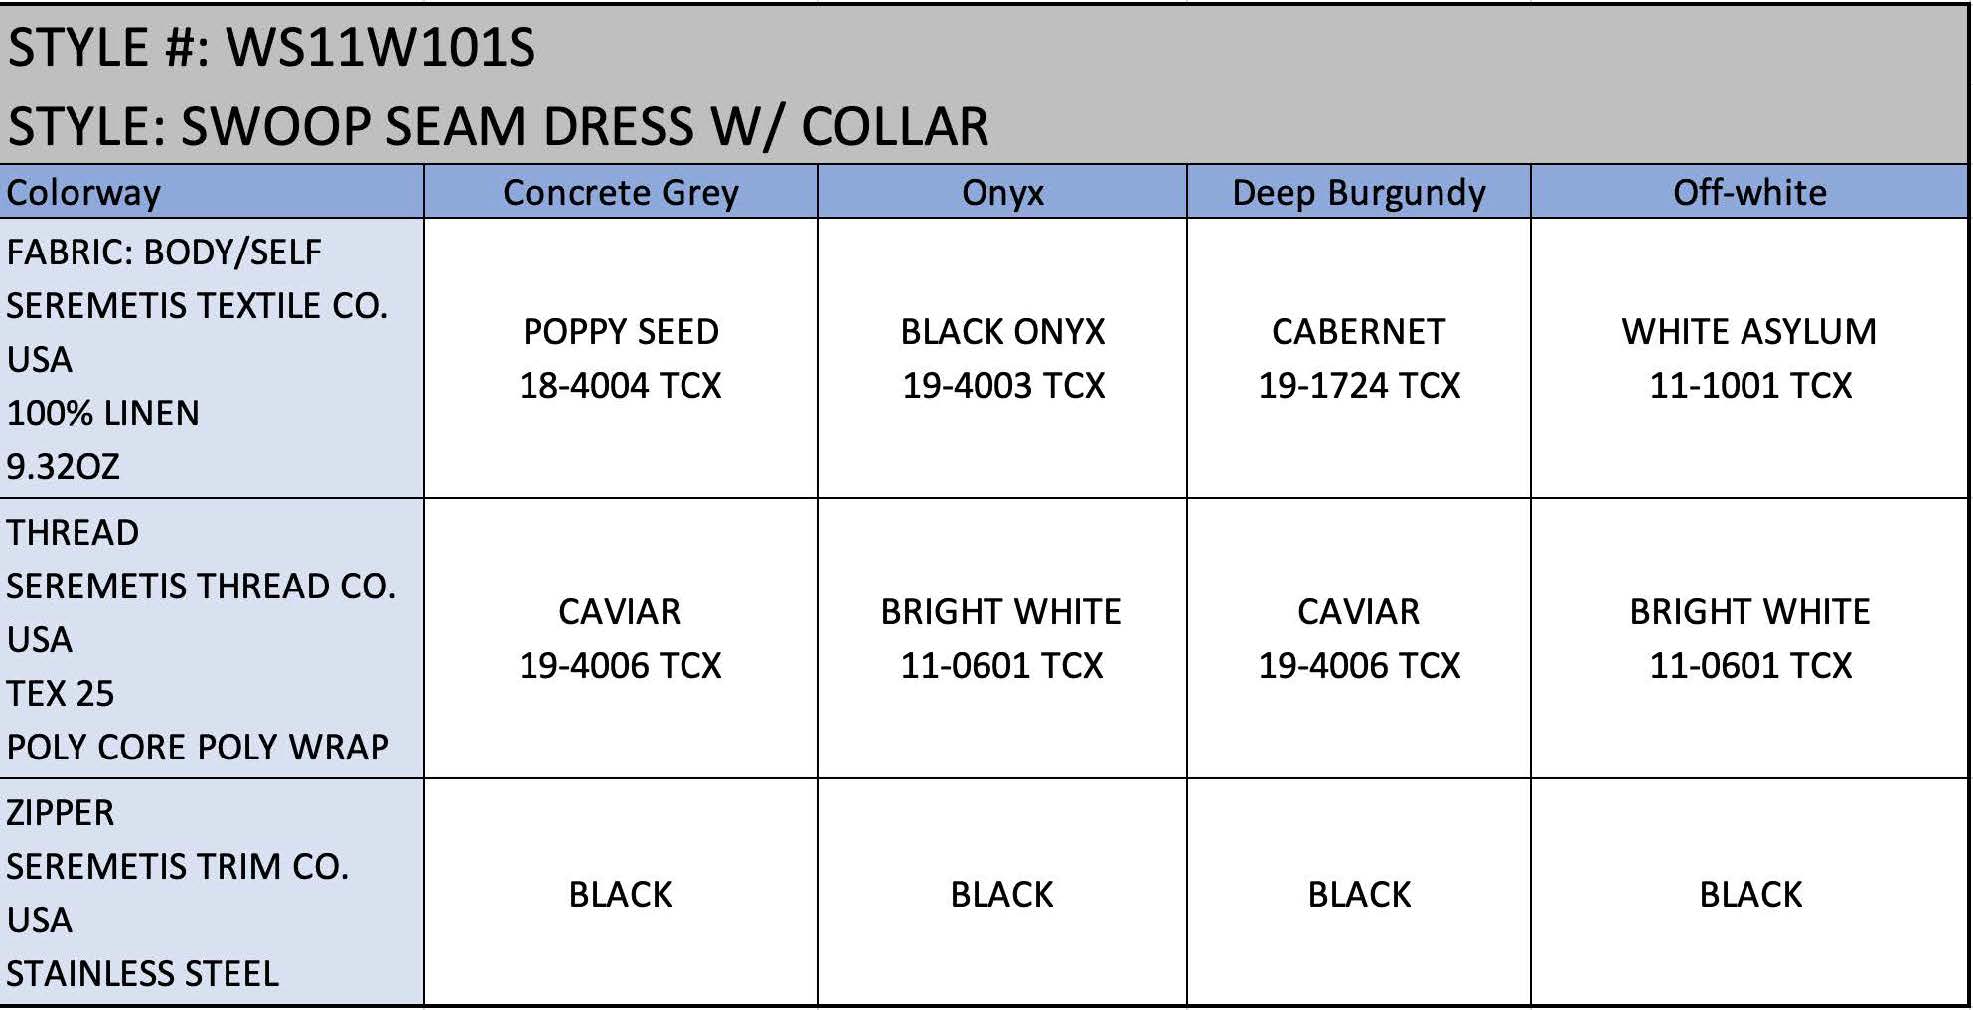 STYLE #: WS11W101S
STYLE: SWOOP SEAM DRESS W/ COLLAR
Colorway Concrete Grey Onyx Deep Burgundy Off-white
FABRIC: BODY/SELF
SEREMETIS TEXTILE CO.
USA
100% LINEN
9.32OZ
POPPY SEED
18-4004 TCX
BLACK ONYX
19-4003 TCX
CABERNET
19-1724 TCX
WHITE ASYLUM
11-1001 TCX
THREAD
SEREMETIS THREAD CO.
USA
TEX 25
POLY CORE POLY WRAP
CAVIAR
19-4006 TCX
BRIGHT WHITE
11-0601 TCX
CAVIAR
19-4006 TCX
BRIGHT WHITE
11-0601 TCX
ZIPPER
SEREMETIS TRIM CO.
USA
STAINLESS STEEL
BLACK
BLACK
BLACK
BLACK